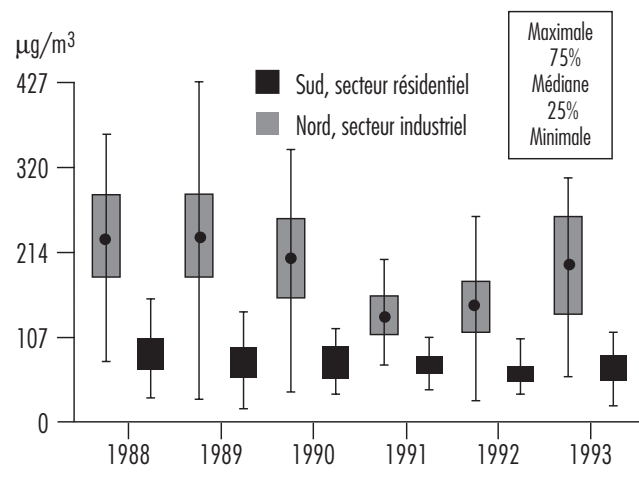 µg/m³
427
320
214
107
0
Sud, secteur résidentiel
Nord, secteur industriel
Maximale
75%
Médiane
25%
Minimale
1988 1989 1990 1991 1992 1993